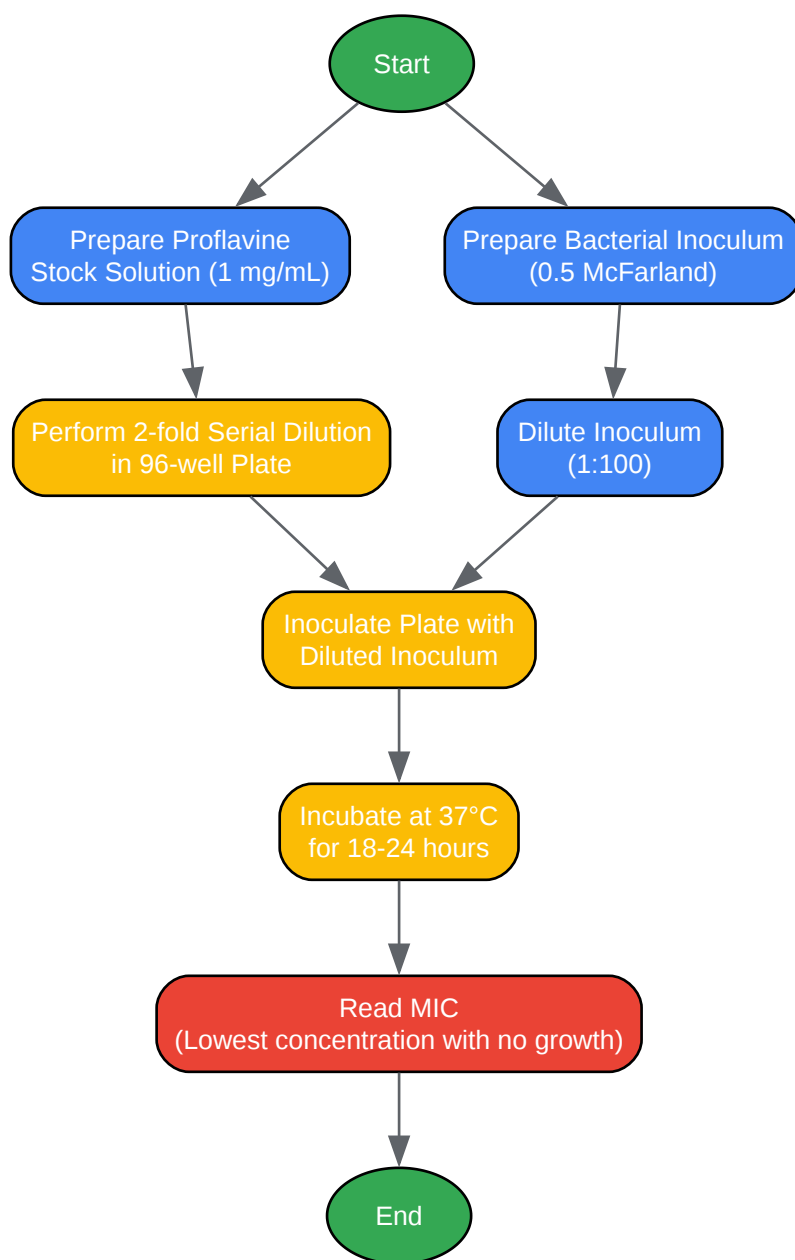 Start
Prepare Proflavine
Stock Solution (1 mg/mL)
Prepare Bacterial Inoculum
(0.5 McFarland)
Perform 2-fold Serial Dilution
in 96-well Plate
Dilute Inoculum
(1:100)
Inoculate Plate with
Diluted Inoculum
Incubate at 37°C
for 18-24 hours
Read MIC
(Lowest concentration with no growth)
End